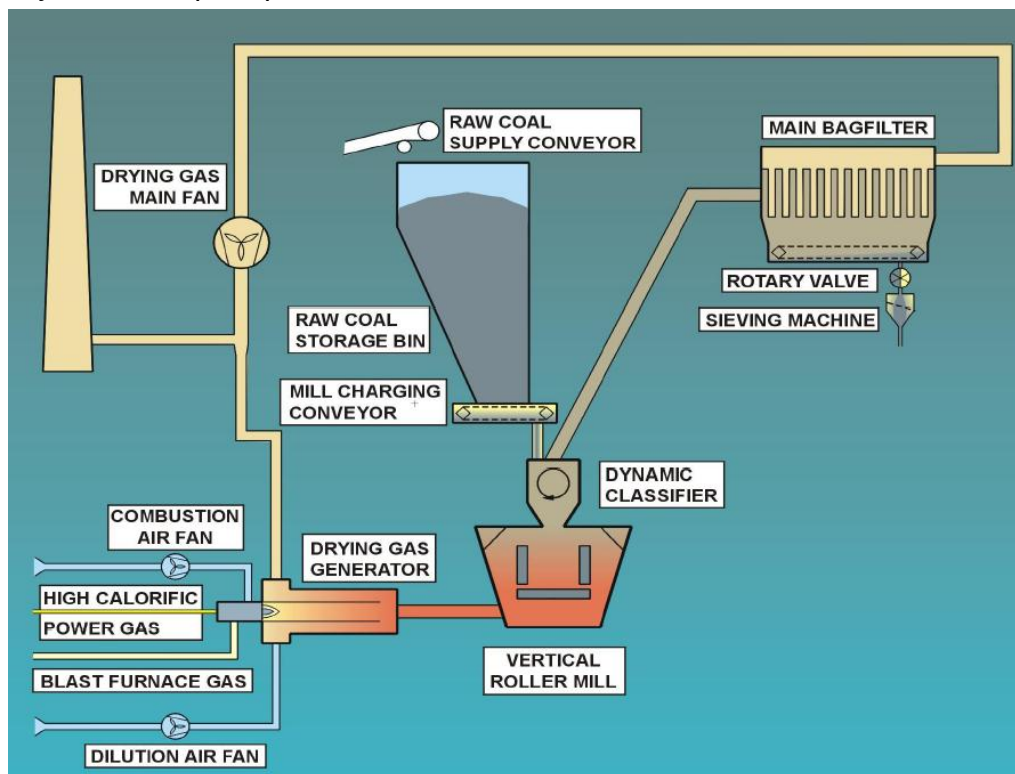 RAW COAL
SUPPLY CONVEYOR
MAIN BAGFILTER
DRYING GAS
MAIN FAN
ROTARY VALVE
SIEVING MACHINE
RAW COAL
STORAGE BIN
MILL CHARGING
CONVEYOR
DYNAMIC
CLASSIFIER
COMBUSTION
AIR FAN
DRYING GAS
GENERATOR
HIGH CALORIFIC
POWER GAS
BLAST FURNACE GAS
VERTICAL
ROLLER MILL
DILUTION AIR FAN